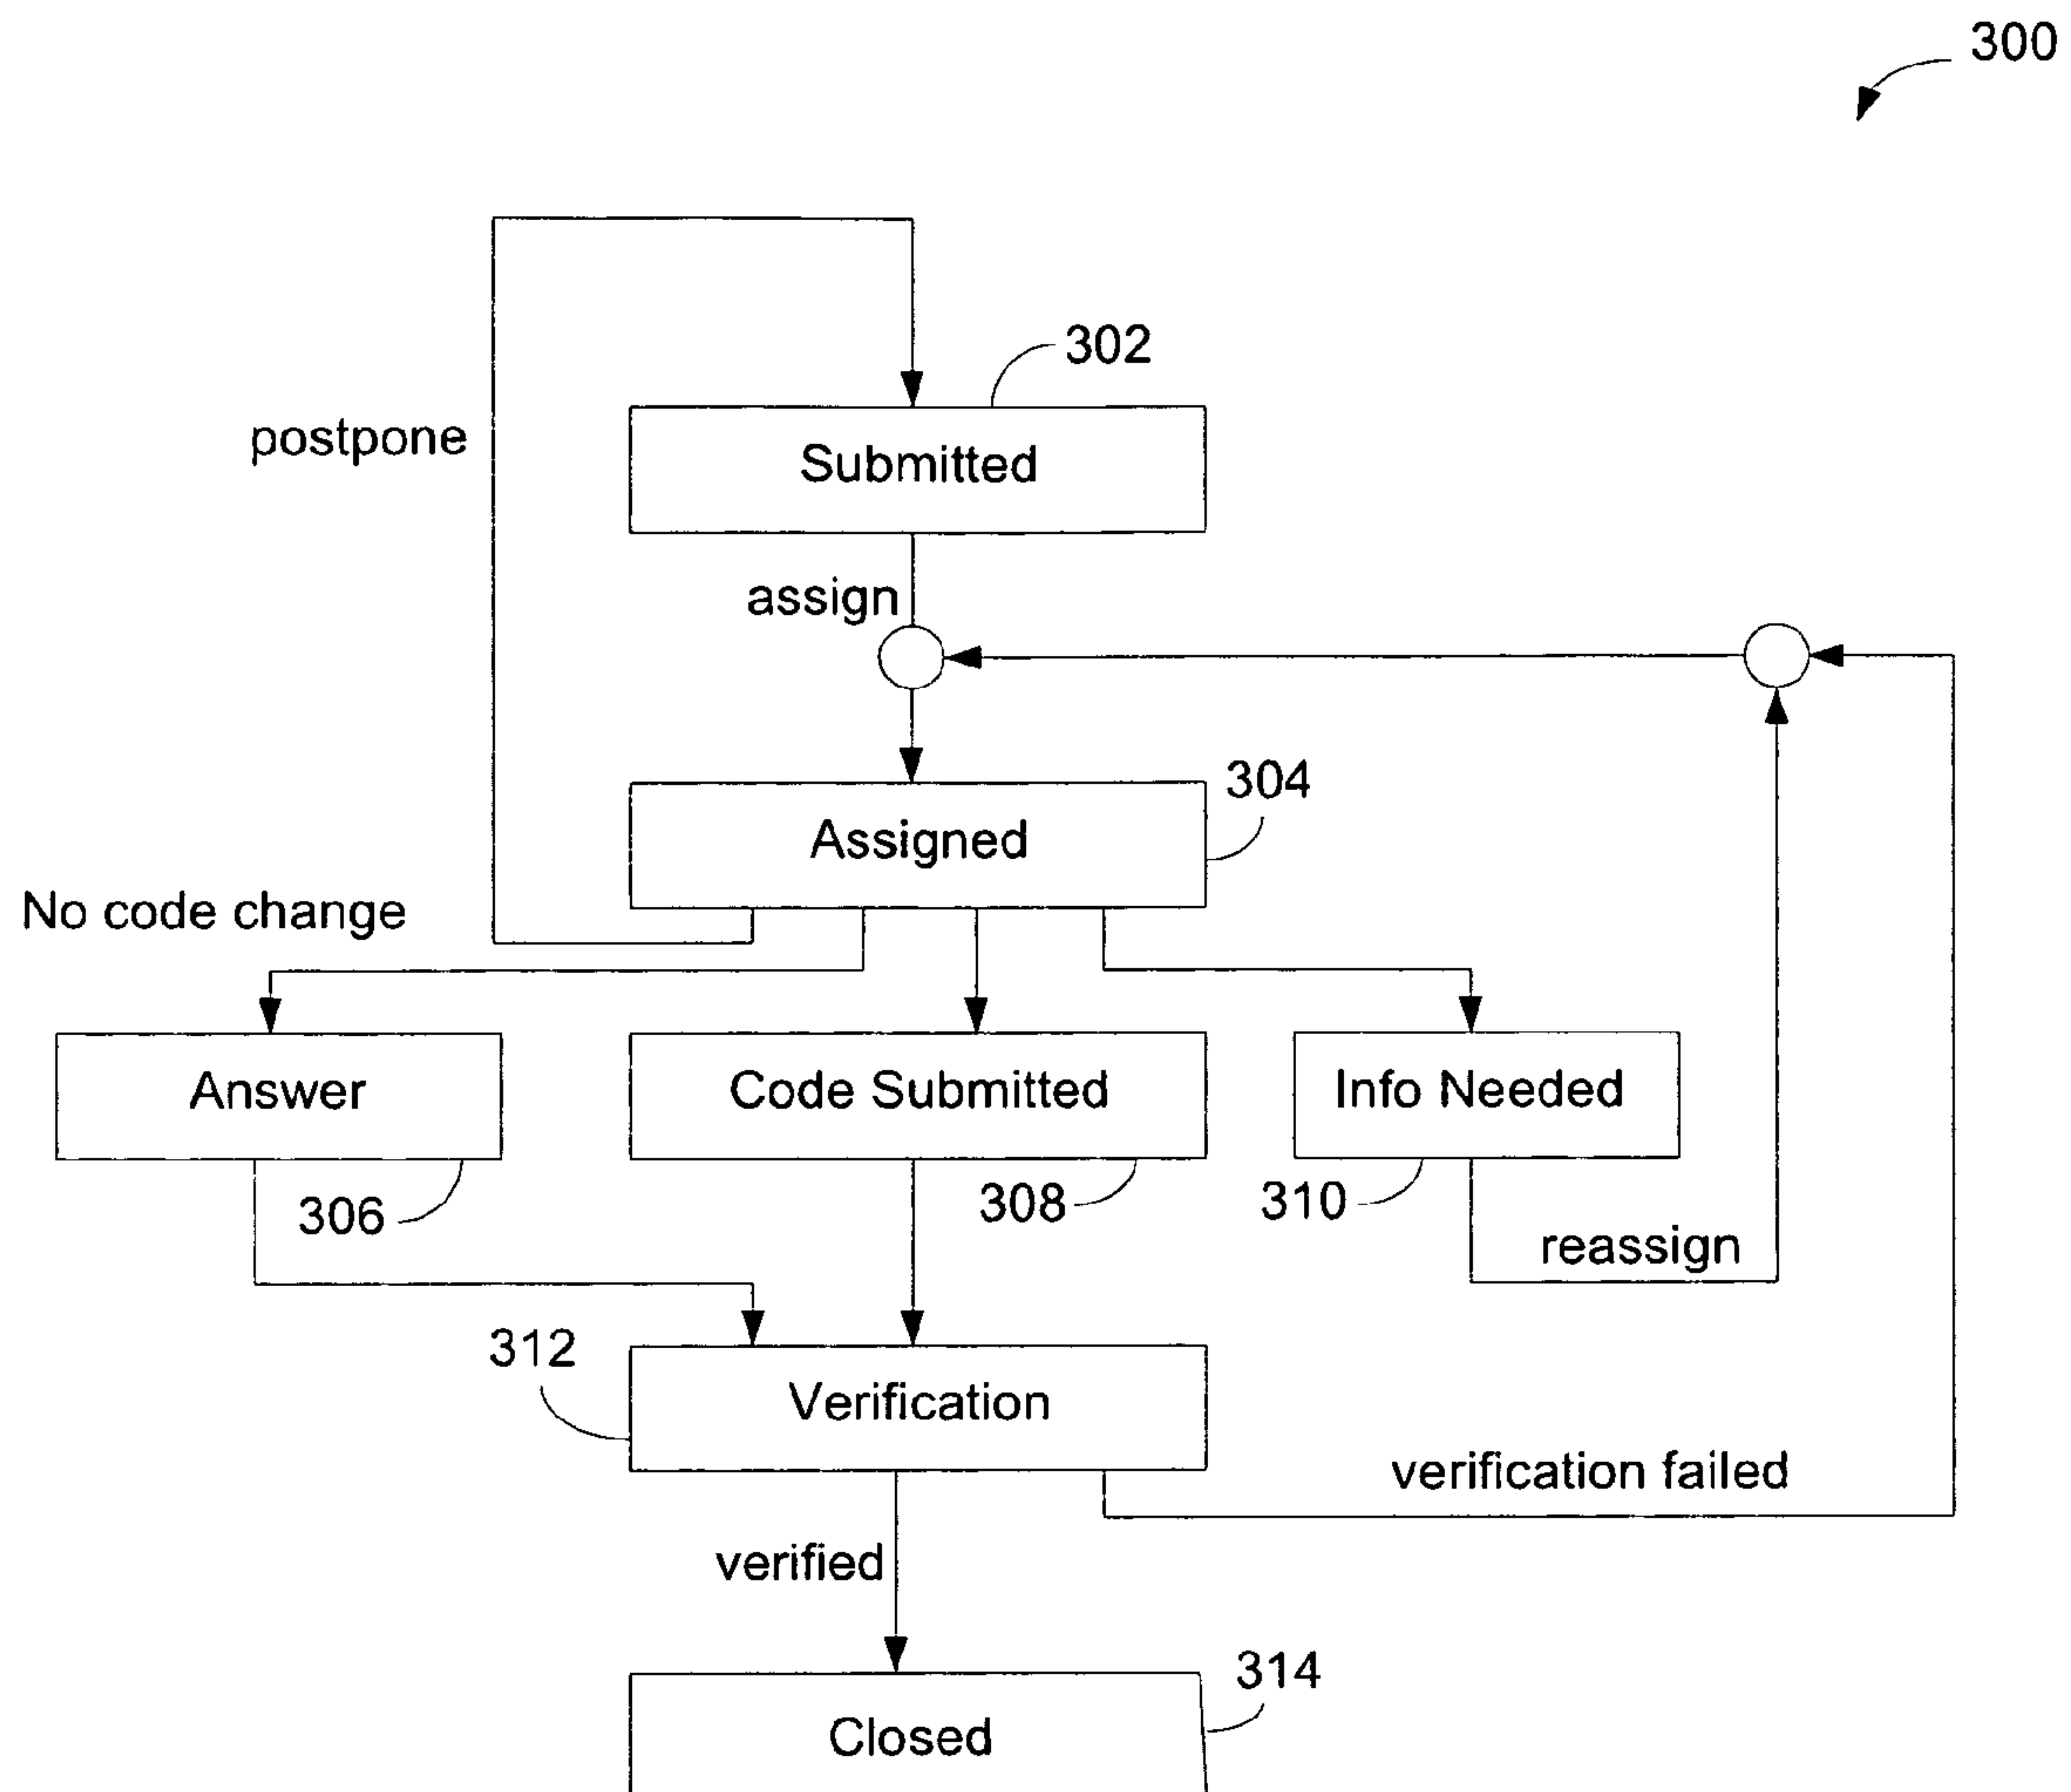 300
302
postpone
Submitted
assign
304
Assigned
No code change
Answer
Code Submitted
Info Needed
306
308
310
reassign
312
Verification
verification failed
verified
314
Closed